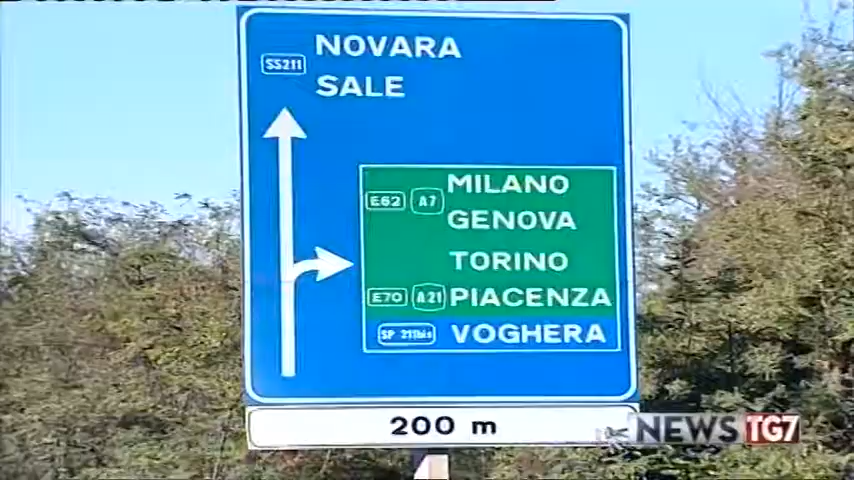 NOVARA
SS211
SALE
MILANO
E62 A7
GENOVA
TORINO
E70 A21 PIACENZA
SP 211bis VOGHERA
200 m
NEWS TG7